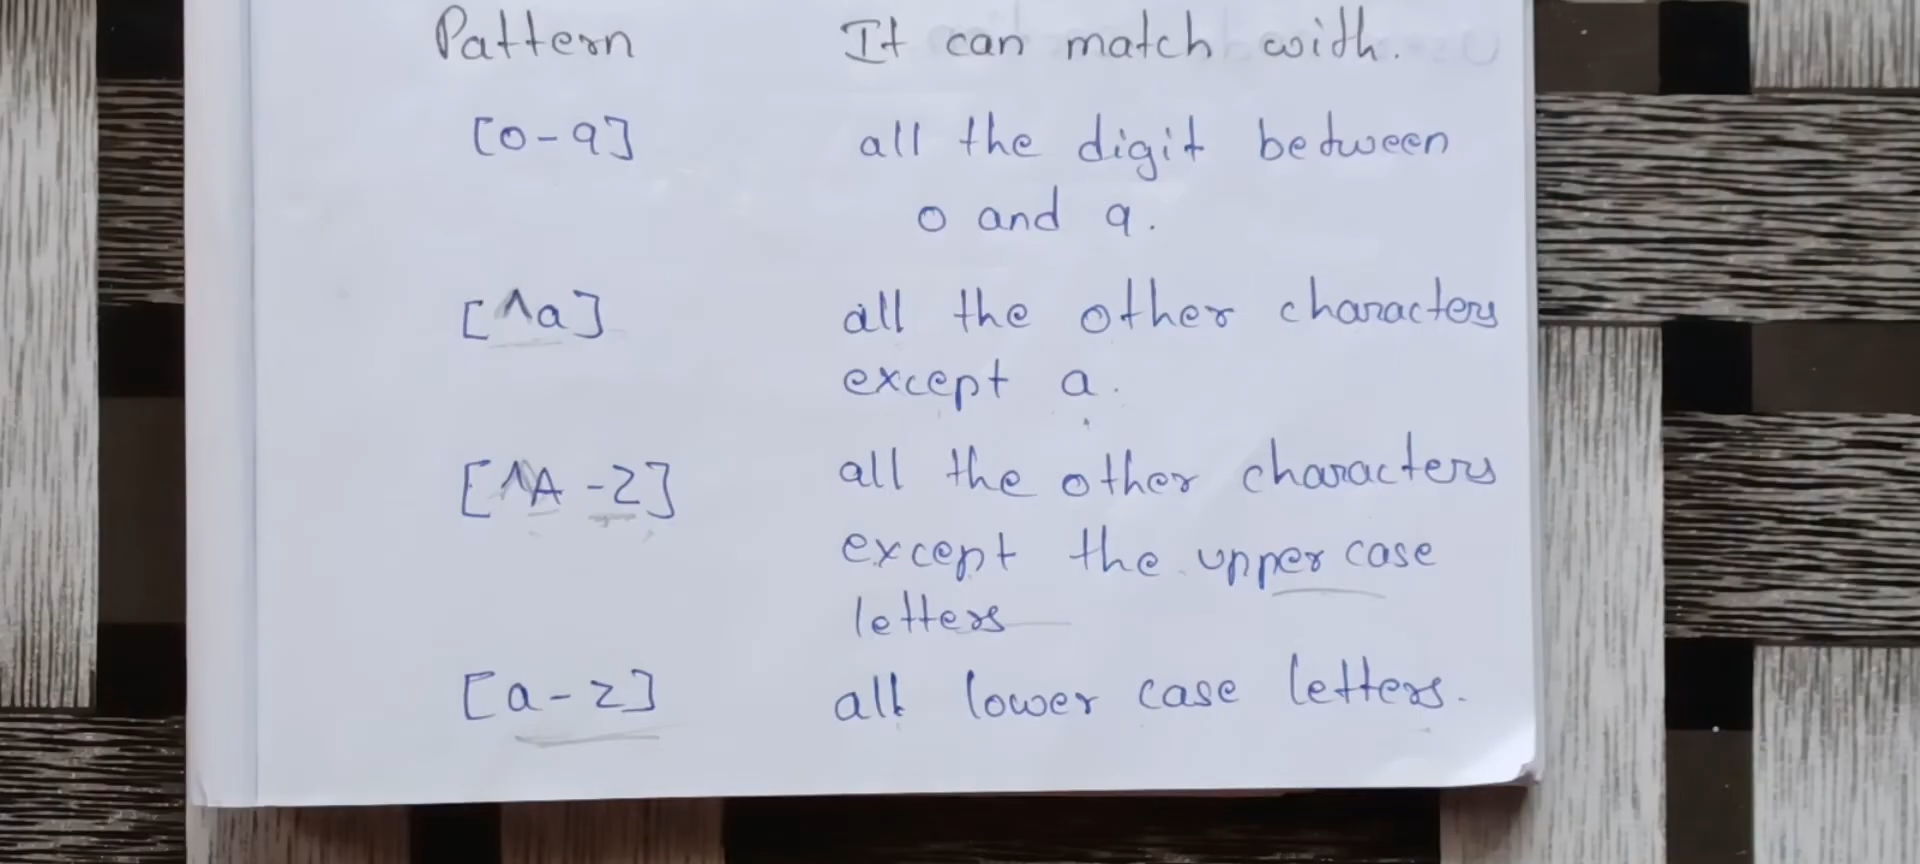 Pattern It can match with.
[0-9] all the digit between
0 and 9.
[^a] all the other characters
except a.
[^A-Z] all the other characters
except the upper case
letters
[a-z] all lower case letters.